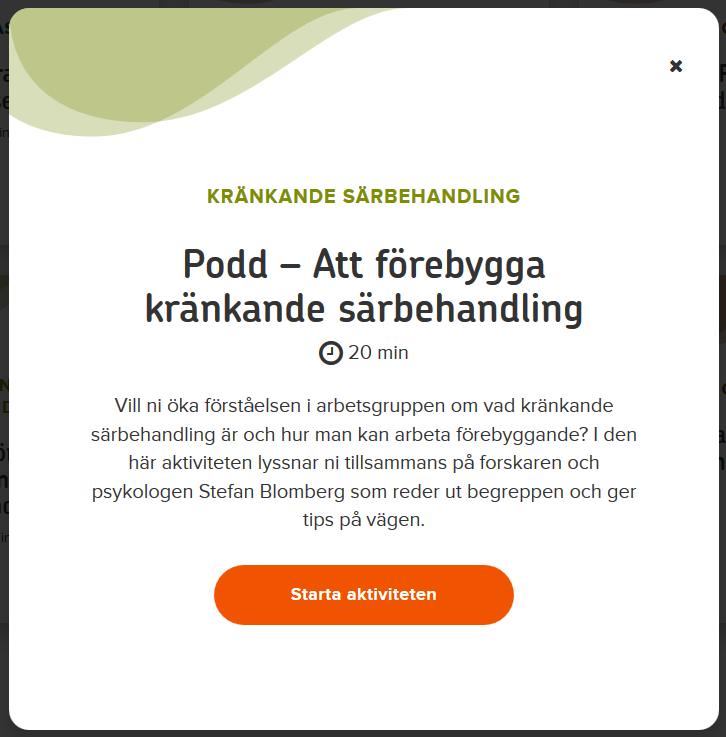 KRÄNKANDE SÄRBEHANDLING
Podd – Att förebygga
kränkande särbehandling
20 min
Vill ni öka förståelsen i arbetsgruppen om vad kränkande
särbehandling är och hur man kan arbeta förebyggande? I den
här aktiviteten lyssnar ni tillsammans på forskaren och
psykologen Stefan Blomberg som reder ut begreppen och ger
tips på vägen.
Starta aktiviteten